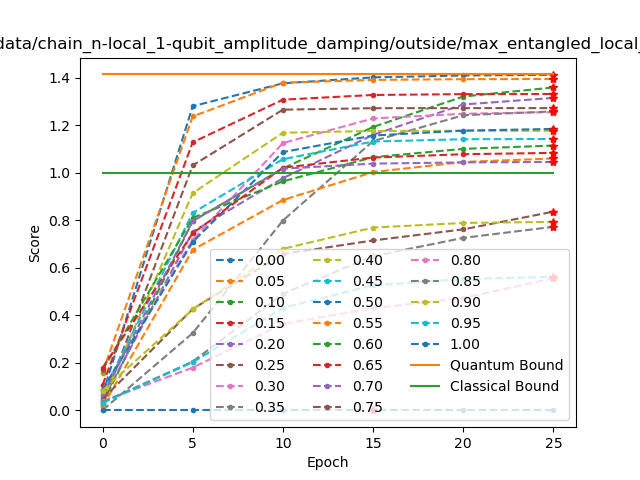 data/chain_n-local_1-qubit_amplitude_damping/outside/max_entangled_local_
Score
1.4
1.2
1.0
0.8
0.6
0.4
0.2
0.0
0.00 0.40 0.80
0.05 0.45 0.85
0.10 0.50 0.90
0.15 0.55 0.95
0.20 0.60 1.00
0.25 0.65 Quantum Bound
0.30 0.70 Classical Bound
0.35 0.75
0 5 10 15 20 25
Epoch